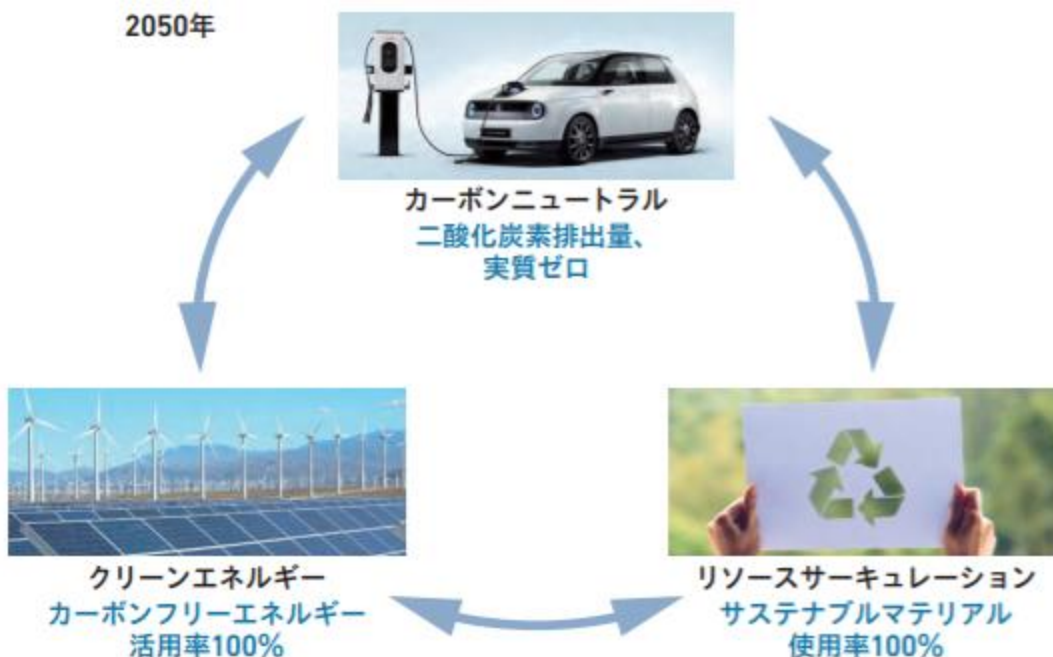 2050年
カーボンニュートラル
二酸化炭素排出量、
実質ゼロ
クリーンエネルギー
カーボンフリーエネルギー
活用率100%
リソースサーキュレーション
サステナブルマテリアル
使用率100%